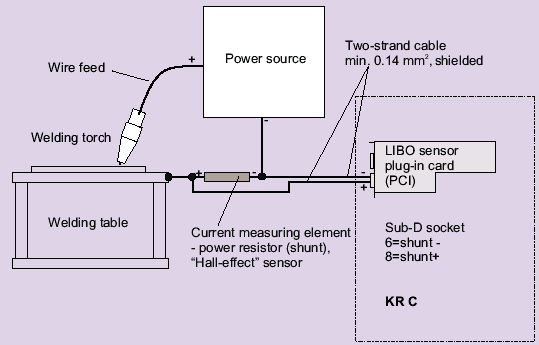 Wire feed
+
Power source
-
Two-strand cable
min. 0.14 mm², shielded
Welding torch
LIBO sensor
plug-in card
(PCI)
+
-
-
+
Welding table
Current measuring element
- power resistor (shunt),
“Hall-effect” sensor
Sub-D socket
6=shunt -
8=shunt+
KR C